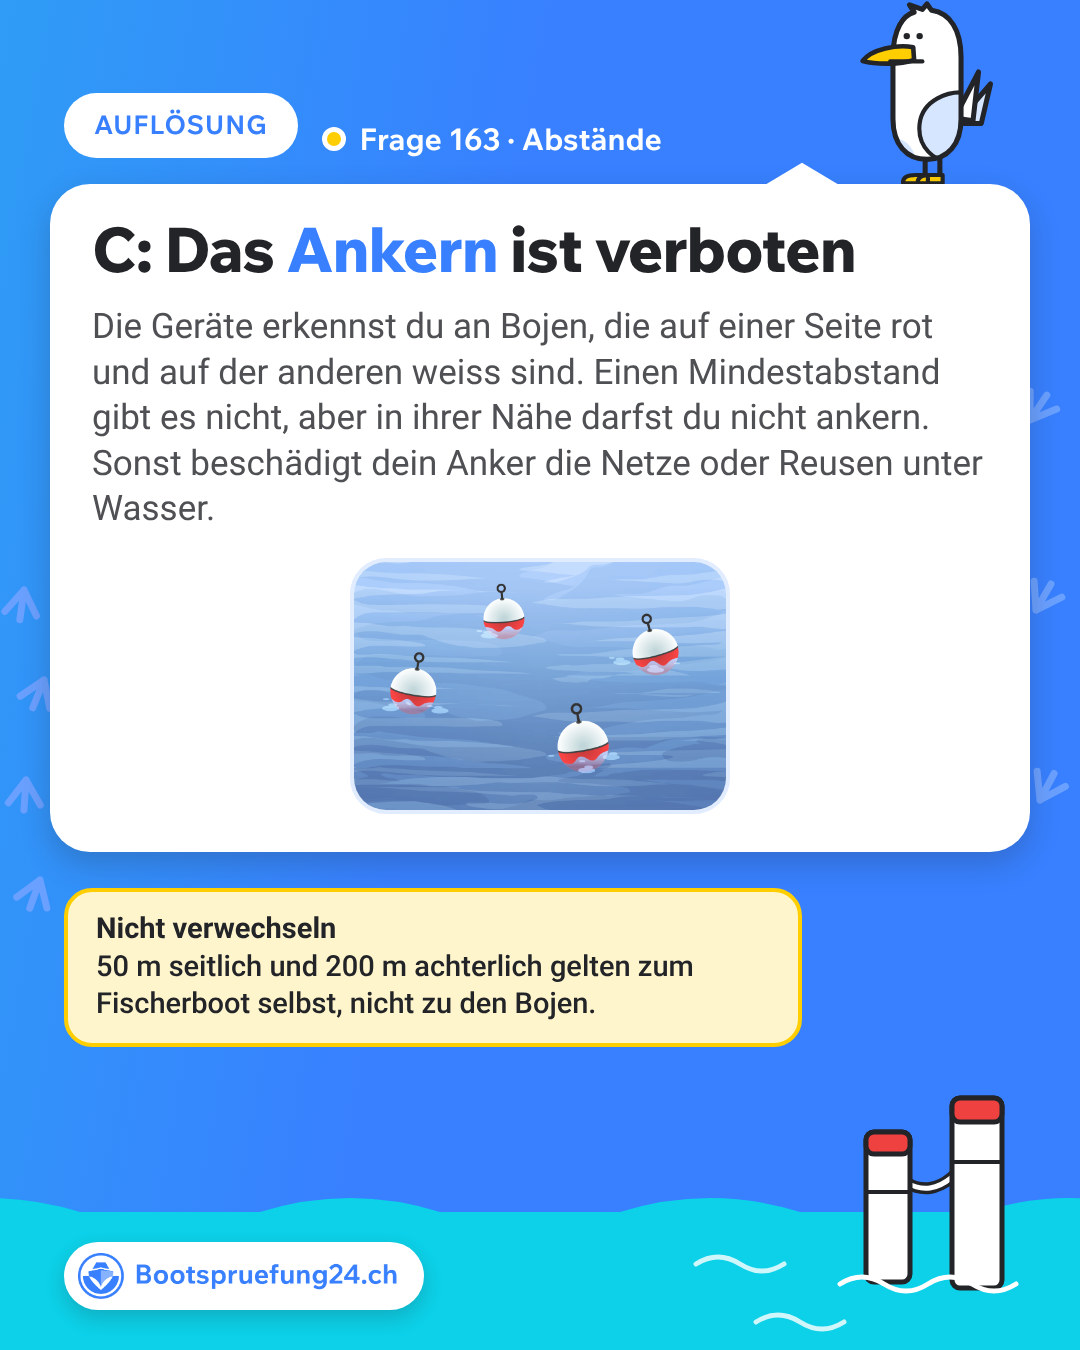 AUFLÖSUNG
Frage 163 · Abstände
C: Das Ankern ist verboten
Die Geräte erkennst du an Bojen, die auf einer Seite rot
und auf der anderen weiss sind. Einen Mindestabstand
gibt es nicht, aber in ihrer Nähe darfst du nicht ankern.
Sonst beschädigt dein Anker die Netze oder Reusen unter
Wasser.
Nicht verwechseln
50 m seitlich und 200 m achterlich gelten zum
Fischerboot selbst, nicht zu den Bojen.
Bootspruefung24.ch